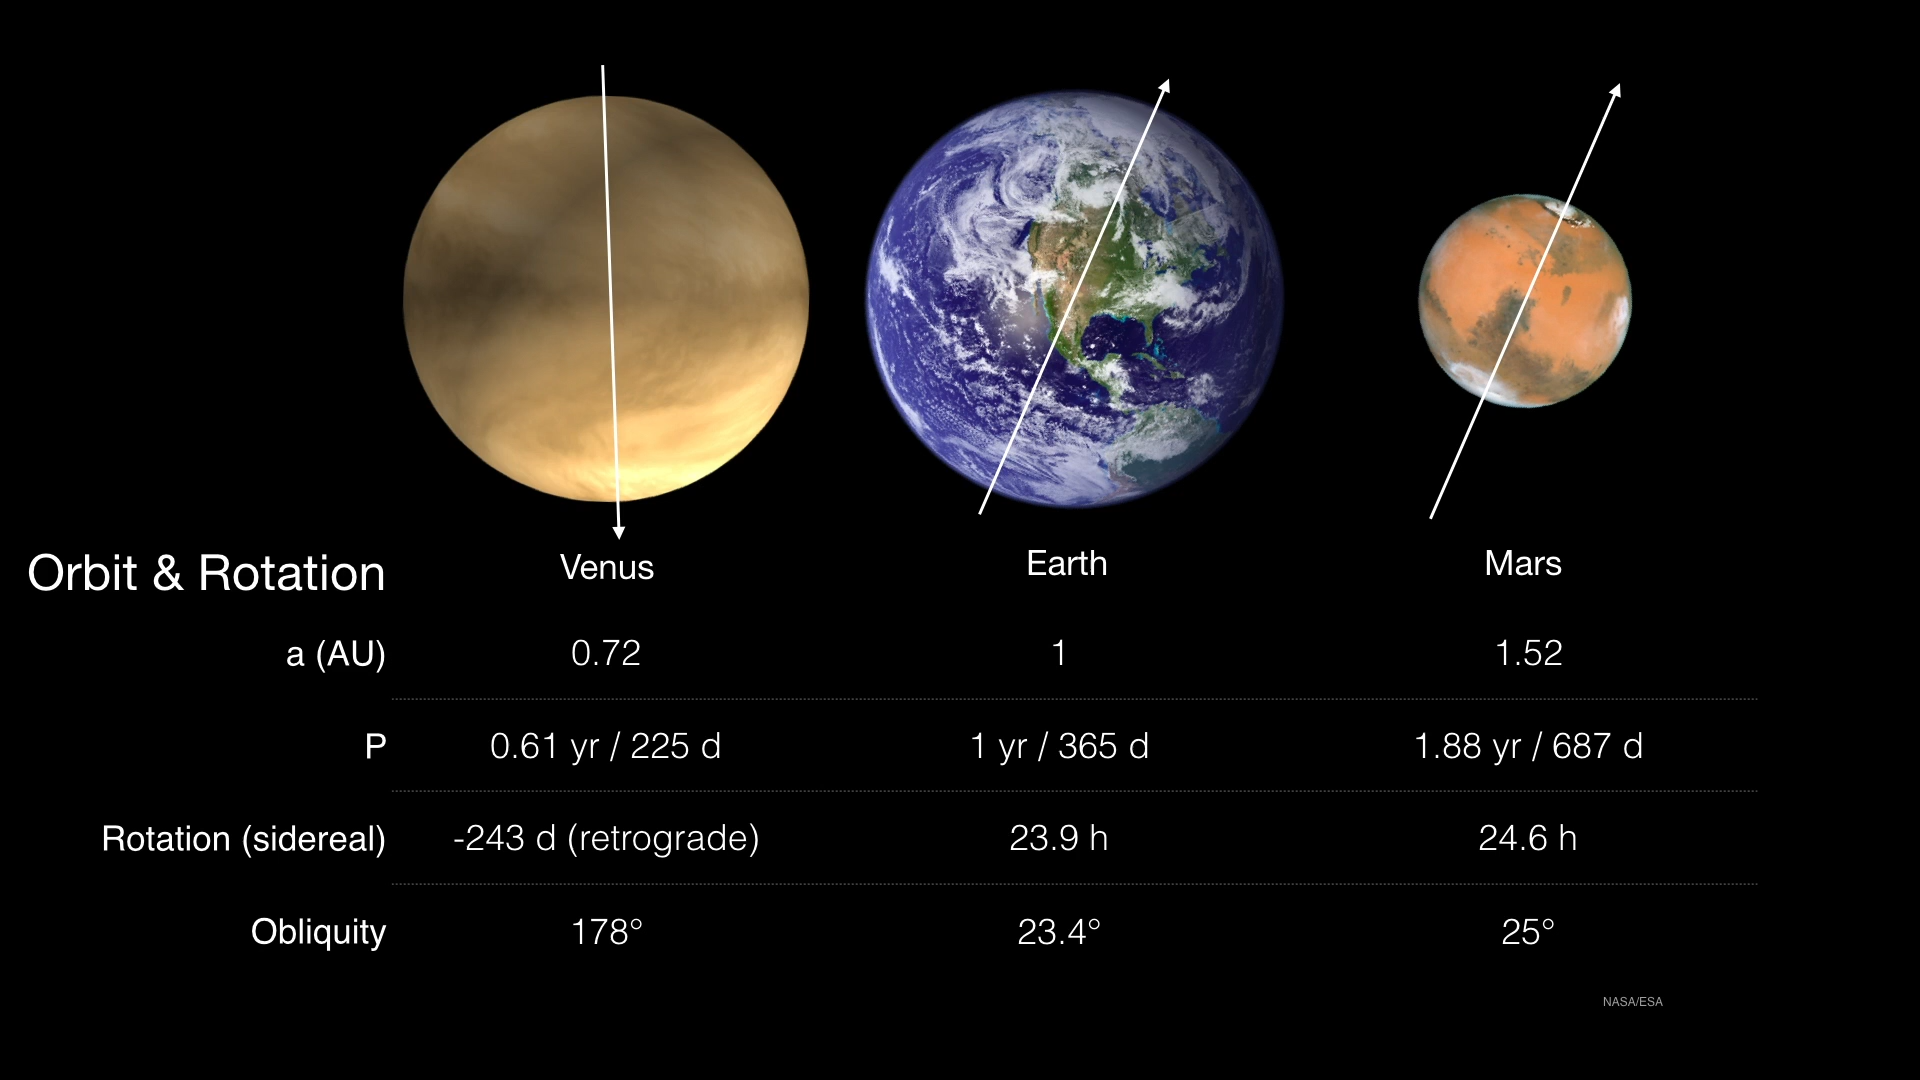 Venus
Earth
Mars
Orbit & Rotation
a (AU)
0.72
1
1.52
P
0.61 yr / 225 d
1 yr / 365 d
1.88 yr / 687 d
Rotation (sidereal)
-243 d (retrograde)
23.9 h
24.6 h
Obliquity
178°
23.4°
25°
NASA/ESA